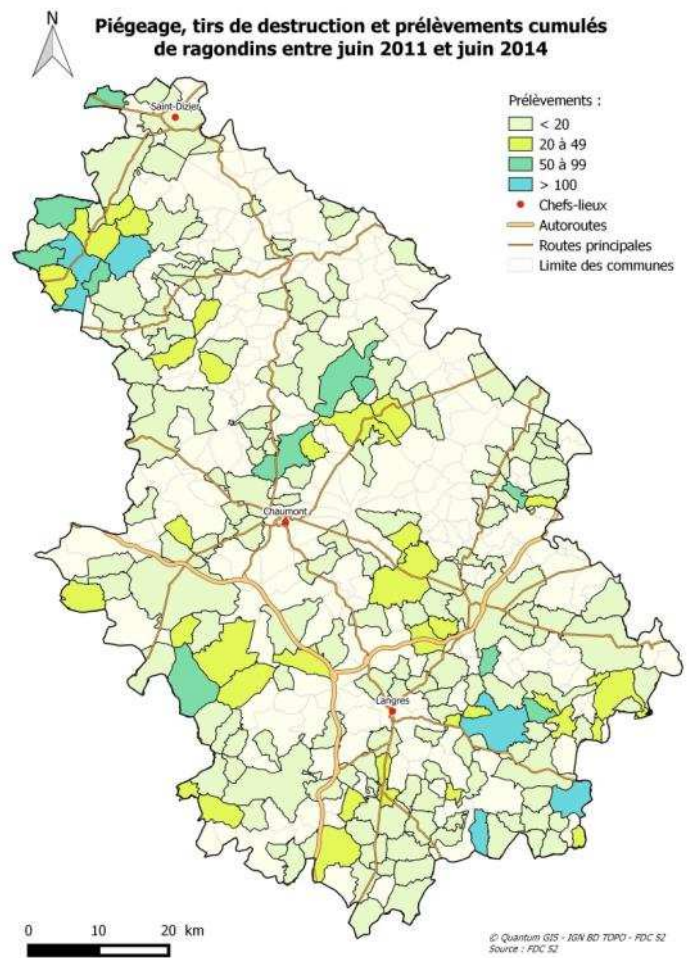 N
Piégeage, tirs de destruction et prélèvements cumulés
de ragondins entre juin 2011 et juin 2014
Prélèvements :
< 20
20 à 49
50 à 99
> 100
Chefs-lieux
Autoroutes
Routes principales
Limite des communes
Saint-Dizier
Chaumont
Langres
0 10 20 km
© Quantum GIS - IGN BD TOPO - FDC 52
Source : FDC 52